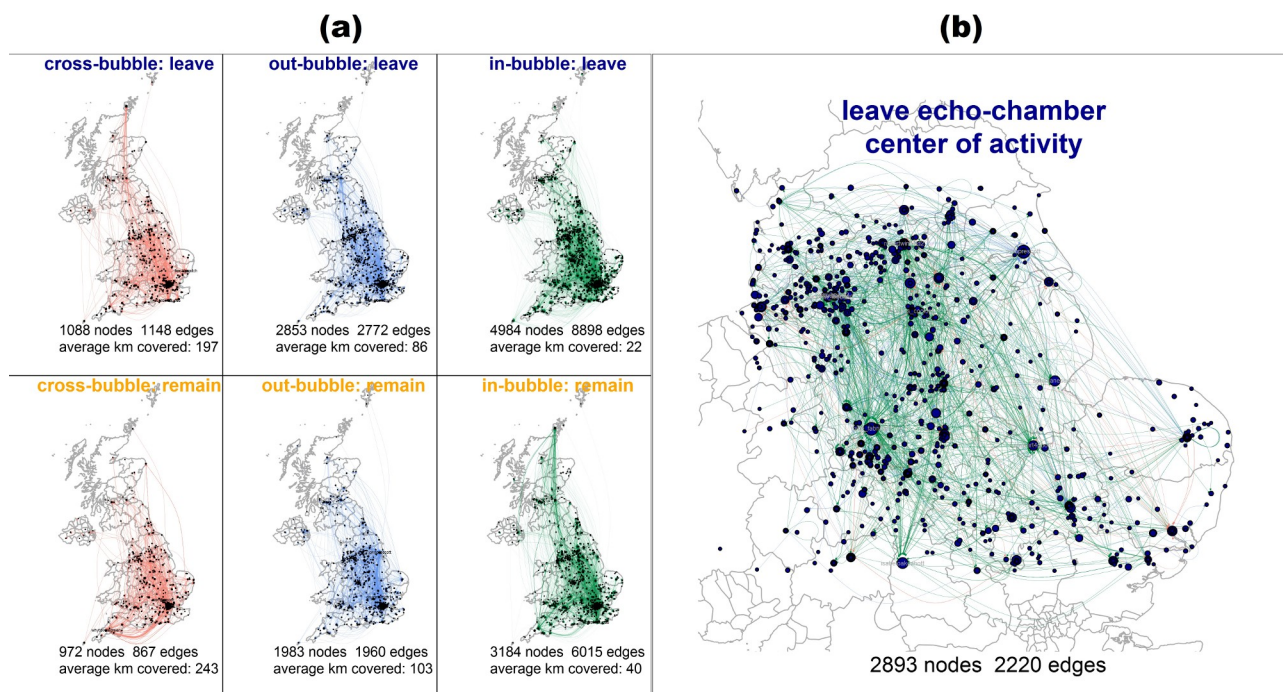 (a)
(b)
cross-bubble: leave
out-bubble: leave
in-bubble: leave
1088 nodes 1148 edges
average km covered: 197
2853 nodes 2772 edges
average km covered: 86
4984 nodes 8898 edges
average km covered: 22
cross-bubble: remain
out-bubble: remain
in-bubble: remain
972 nodes 867 edges
average km covered: 243
1983 nodes 1960 edges
average km covered: 103
3184 nodes 6015 edges
average km covered: 40
leave echo-chamber
center of activity
2893 nodes 2220 edges